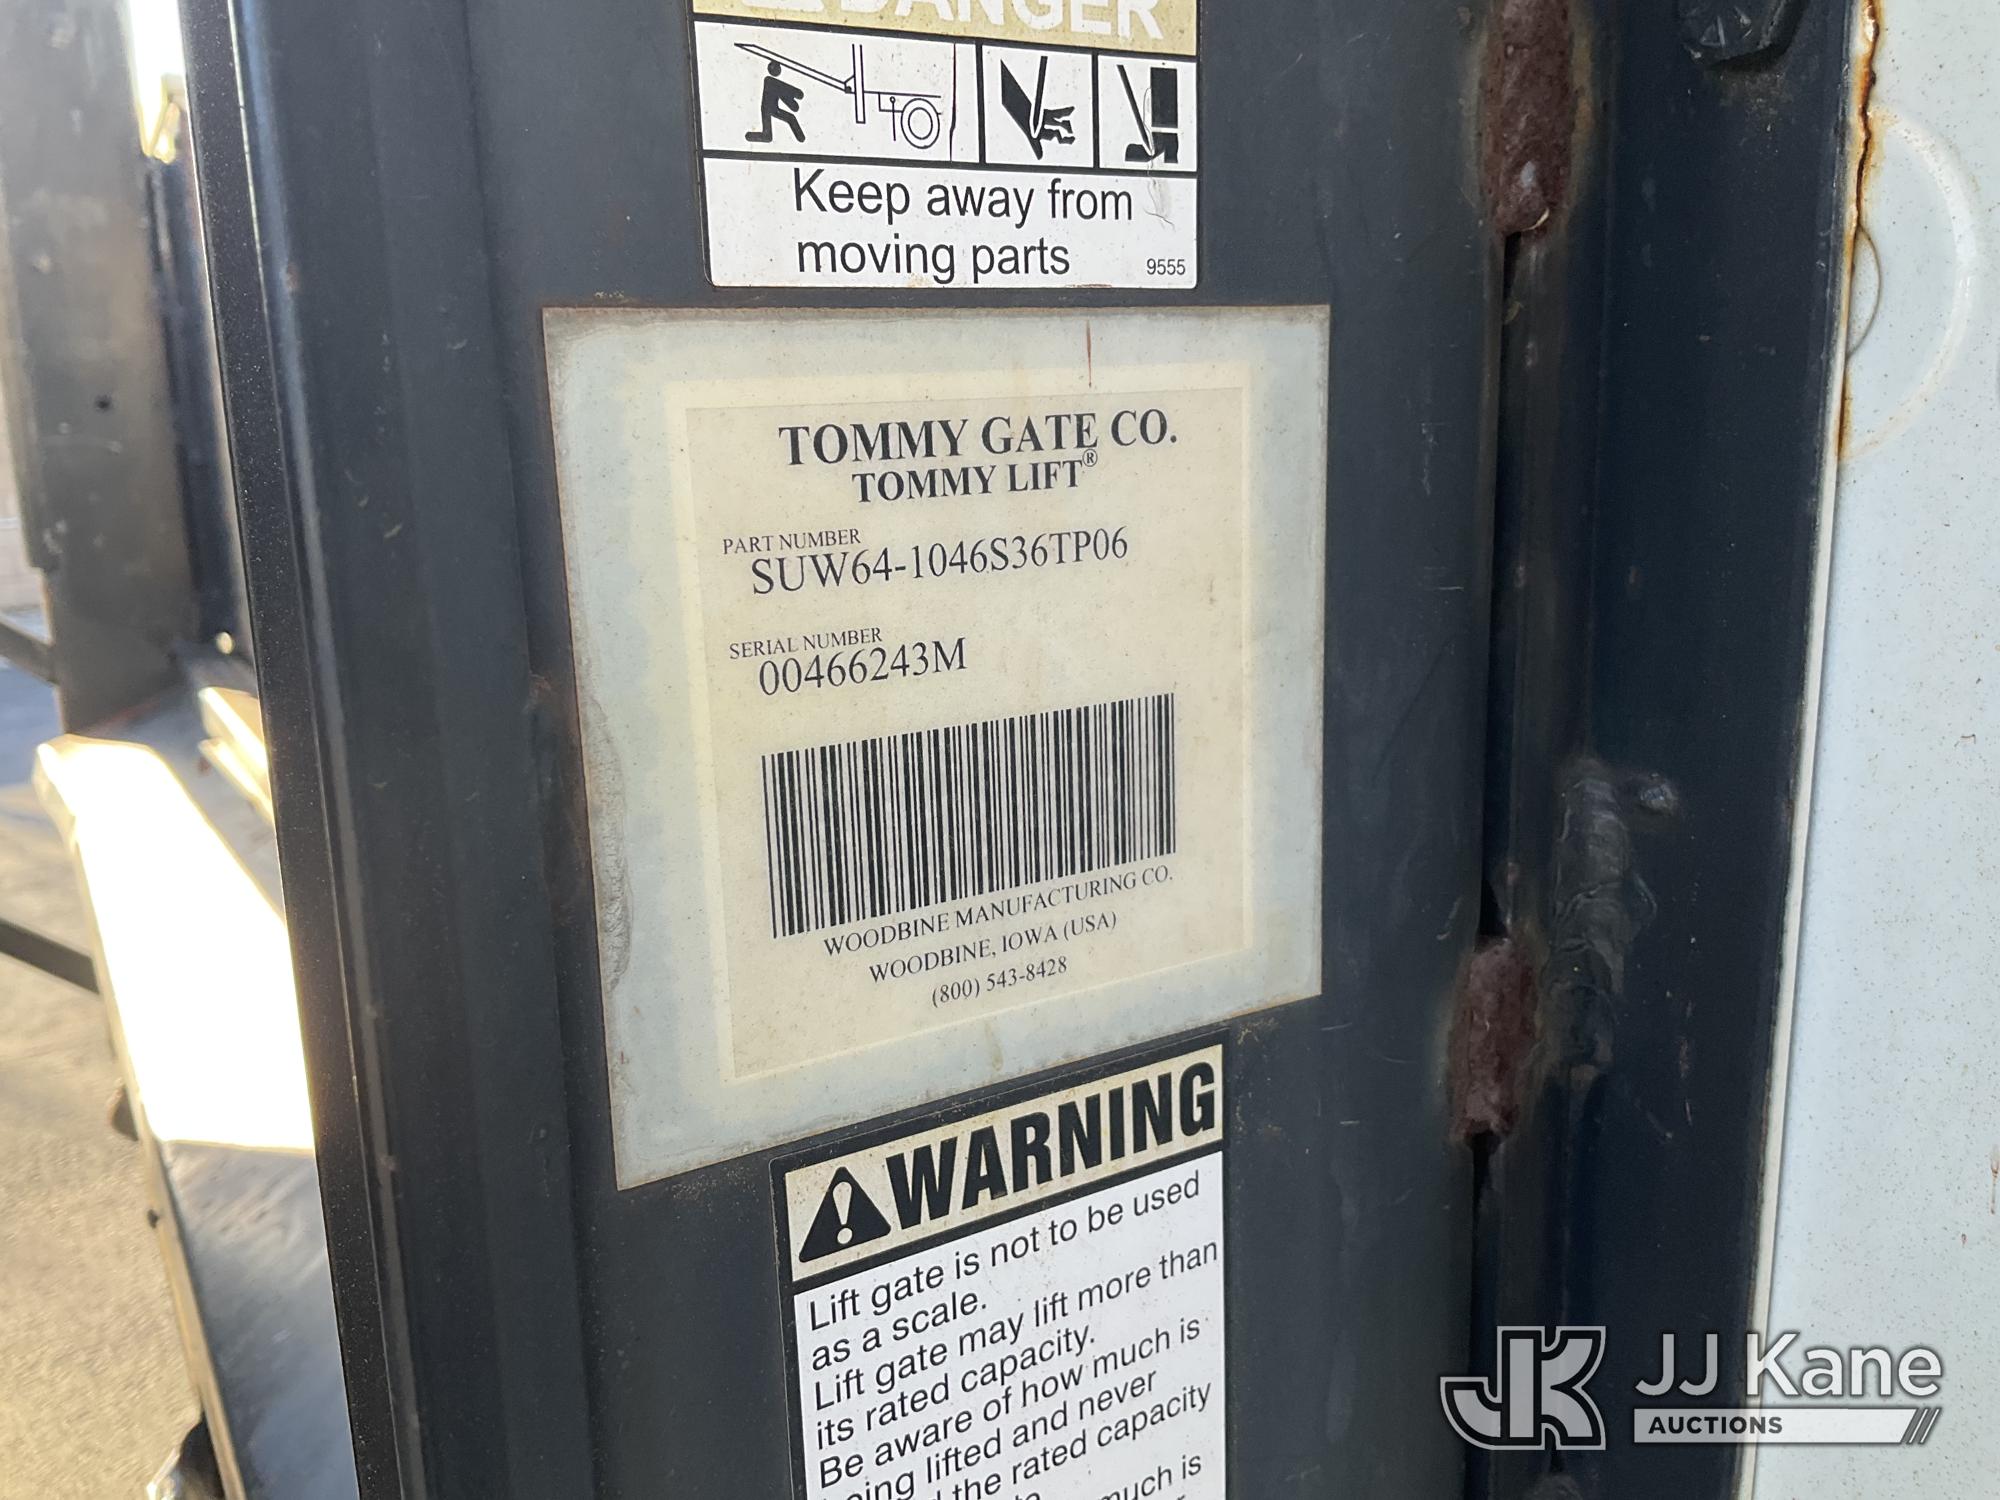 DANGER
Keep away from
moving parts
9555
TOMMY GATE CO.
TOMMY LIFT®
PART NUMBER
SUW64-1046S36TP06
SERIAL NUMBER
00466243M
WOODBINE MANUFACTURING CO.
WOODBINE, IOWA (USA)
(800) 543-8428
WARNING
Lift gate is not to be used
as a scale.
Lift gate may lift more than
its rated capacity.
Be aware of how much is
lifted and never
the rated capacity
much is
JK JJ Kane
AUCTIONS